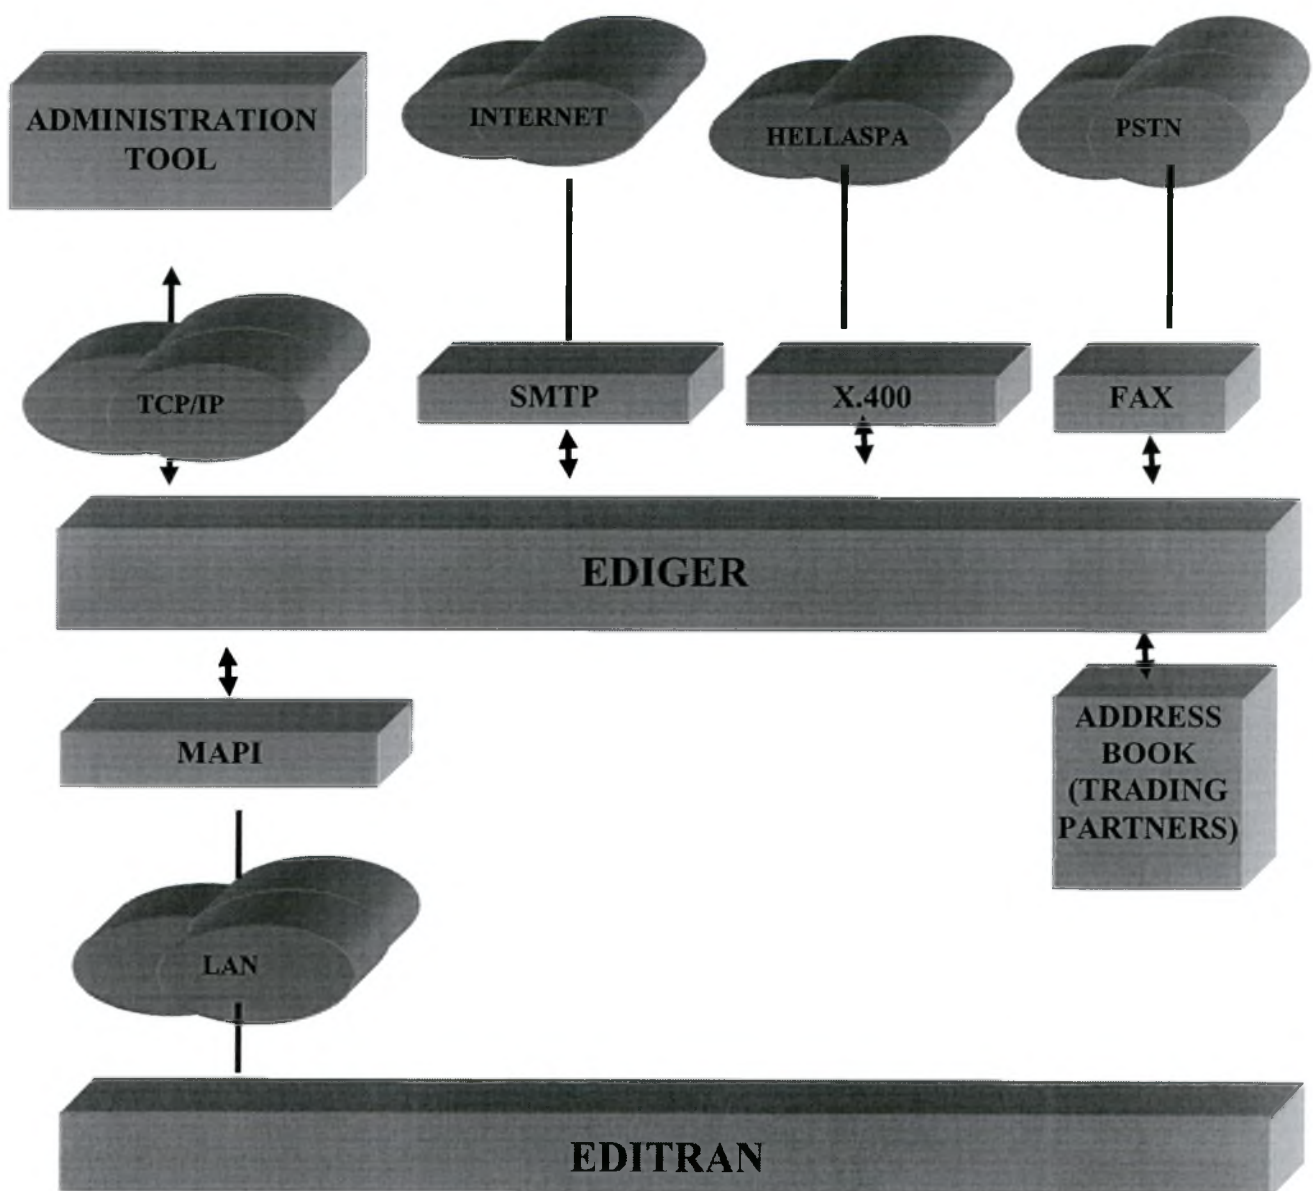 ADMINISTRATION
TOOL
INTERNET
HELLASPA
PSTN
TCP/IP
SMTP
X.400
FAX
EDIGER
MAPI
ADDRESS
BOOK
(TRADING
PARTNERS)
LAN
EDITRAN